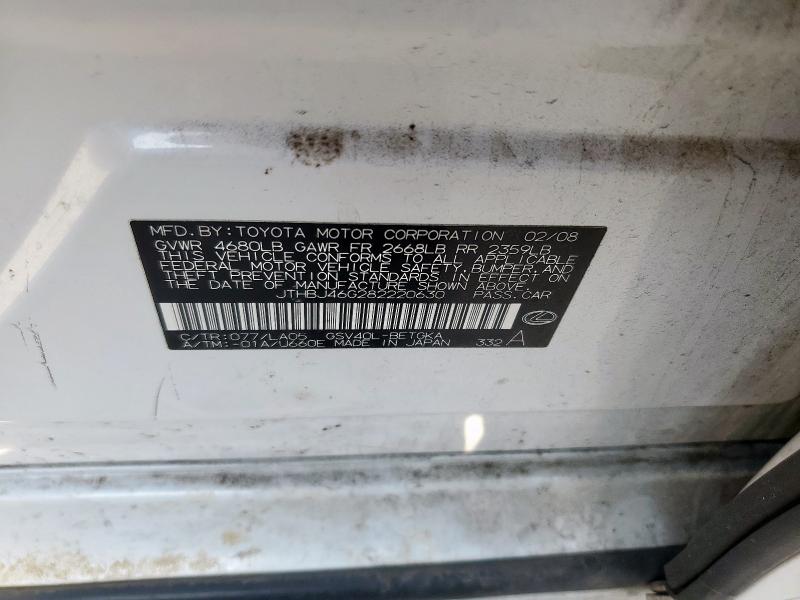 MFD.BY:TOYOTA MOTOR CORPORATION 02/08
GVWR 4680LB GAWR FR 2668LB RR 2359LB
THIS VEHICLE CONFORMS TO ALL APPLICABLE
FEDERAL MOTOR VEHICLE SAFETY,BUMPER,AND
THEFT PREVENTION STANDARDS IN EFFECT ON
THE DATE OF MANUFACTURE SHOWN ABOVE.
JTHBJ46G282220630 PASS.CAR
C/TR:077/LA05 GSV40L-BETGKA
A/TM:-01A/U660E MADE IN JAPAN 332 A